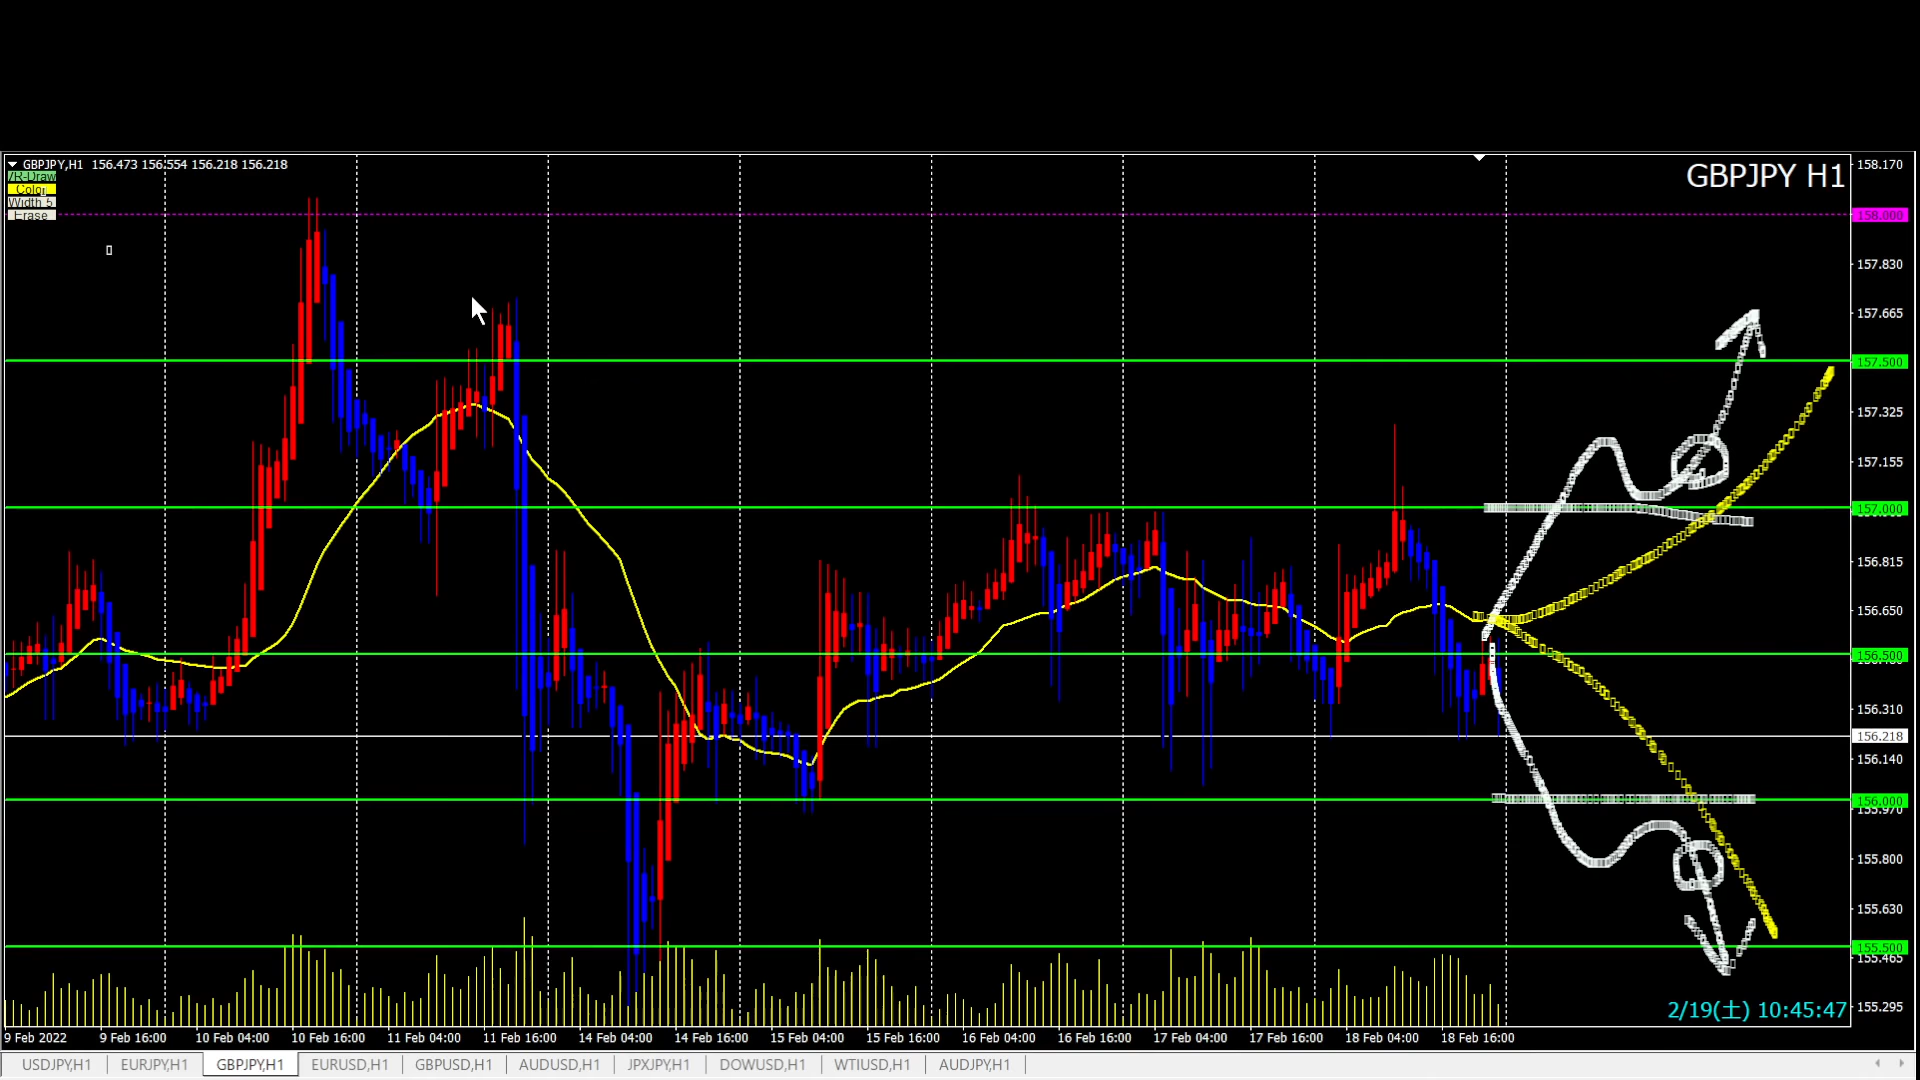 GBPJPY,H1 156.473 156.554 156.218 156.218
GBPJPY H1
Color
Width 5
Erase
158.170
158.000
157.830
157.665
157.500
157.325
157.155
157.000
156.815
156.650
156.500
156.310
156.218
156.140
156.000
155.970
155.800
155.630
155.500
155.465
155.295
2/19(土) 10:45:47
9 Feb 2022 9 Feb 16:00 10 Feb 04:00 10 Feb 16:00 11 Feb 04:00 11 Feb 16:00 14 Feb 04:00 14 Feb 16:00 15 Feb 04:00 15 Feb 16:00 16 Feb 04:00 16 Feb 16:00 17 Feb 04:00 17 Feb 16:00 18 Feb 04:00 18 Feb 16:00
USDJPY,H1 EURJPY,H1 GBPJPY,H1 EURUSD,H1 GBPUSD,H1 AUDUSD,H1 JPXJPY,H1 DOWUSD,H1 WTIUSD,H1 AUDJPY,H1